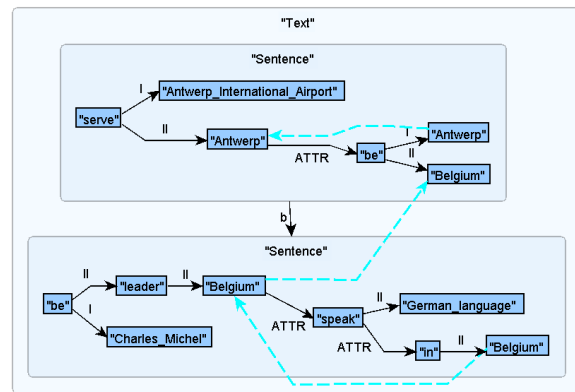 "Text"
"Sentence"
I
"Antwerp_International_Airport"
"serve"
II
"Antwerp"
ATTR
"be"
I
"Antwerp"
II
"Belgium"
b
"Sentence"
"be"
II
"leader"
II
"Belgium"
I
"Charles_Michel"
ATTR
"speak"
II
"German_language"
ATTR
"in"
II
"Belgium"